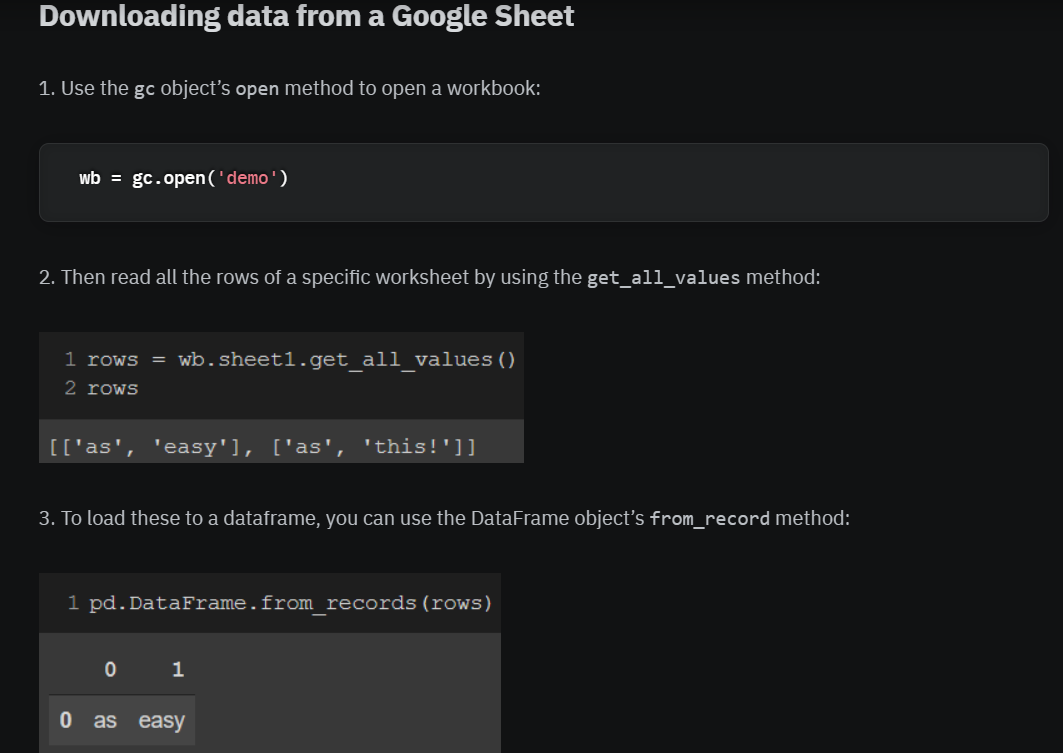 Downloading data from a Google Sheet
1. Use the gc object’s open method to open a workbook:
wb = gc.open('demo')
2. Then read all the rows of a specific worksheet by using the get_all_values method:
1 rows = wb.sheet1.get_all_values()
2 rows
[['as', 'easy'], ['as', 'this!']]
3. To load these to a dataframe, you can use the DataFrame object’s from_record method:
1 pd.DataFrame.from_records(rows)
0 1
0 as easy